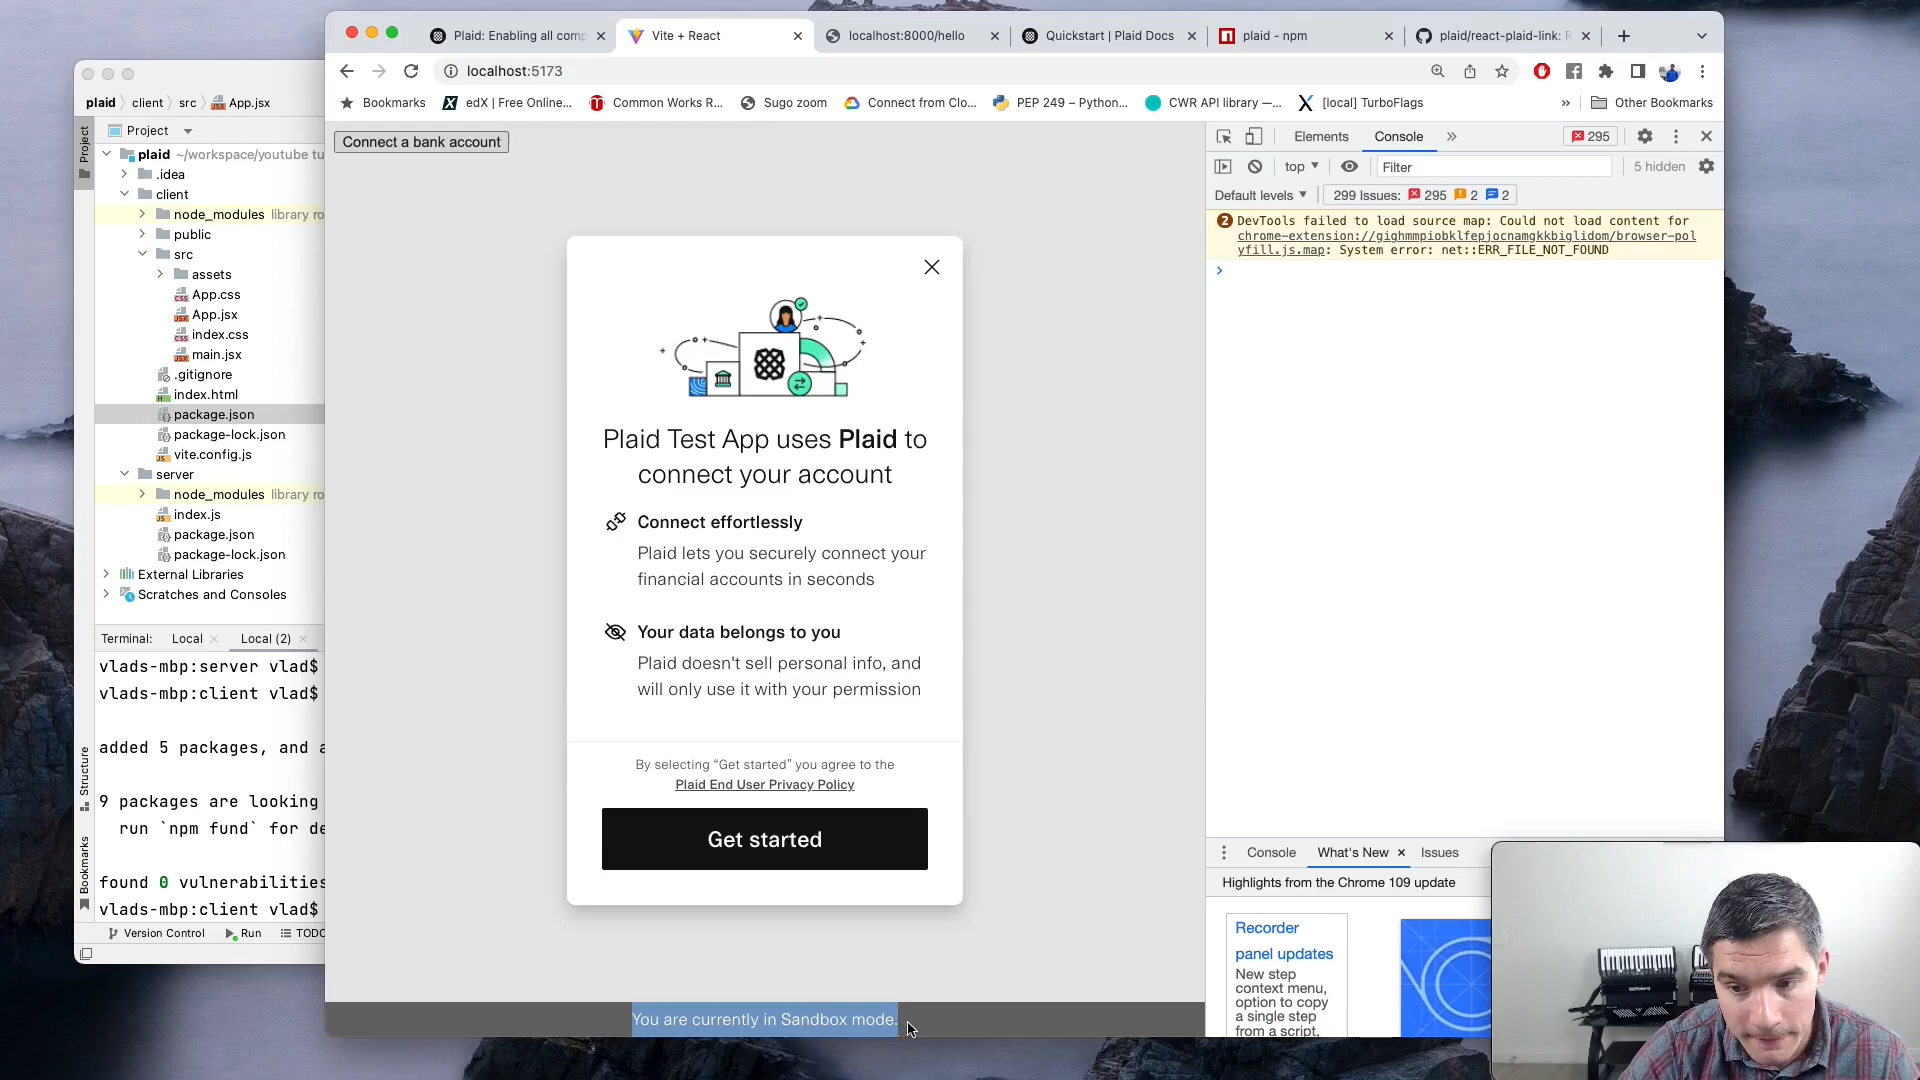 Plaid: Enabling all comp
Vite + React
localhost:8000/hello
Quickstart | Plaid Docs
plaid - npm
plaid/react-plaid-link: R
localhost:5173
Bookmarks
edX | Free Online...
Common Works R...
Sugo zoom
Connect from Clo...
PEP 249 – Python...
CWR API library —...
[local] TurboFlags
»
Other Bookmarks
plaid
client
src
App.jsx
Project
Project
plaid ~/workspace/youtube tu
.idea
client
node_modules library ro
public
src
assets
App.css
App.jsx
index.css
main.jsx
.gitignore
index.html
package.json
package-lock.json
vite.config.js
server
node_modules library ro
index.js
package.json
package-lock.json
External Libraries
Scratches and Consoles
Terminal:
Local
Local (2)
vlads-mbp:server vlad$
vlads-mbp:client vlad$
added 5 packages, and a
9 packages are looking
run `npm fund` for de
found 0 vulnerabilities
vlads-mbp:client vlad$
Structure
Bookmarks
Version Control
Run
TODO
Connect a bank account
Plaid Test App uses Plaid to
connect your account
Connect effortlessly
Plaid lets you securely connect your
financial accounts in seconds
Your data belongs to you
Plaid doesn't sell personal info, and
will only use it with your permission
By selecting “Get started” you agree to the
Plaid End User Privacy Policy
Get started
You are currently in Sandbox mode.
Elements
Console
»
295
top
Filter
5 hidden
Default levels
299 Issues: 295 2 2
2 DevTools failed to load source map: Could not load content for
chrome-extension://gighmmpiobklfepjocnamgkkbiglidom/browser-pol
yfill.js.map: System error: net::ERR_FILE_NOT_FOUND
Console
What's New
Issues
Highlights from the Chrome 109 update
Recorder
panel updates
New step
context menu,
option to copy
a single step
from a script,
Roland